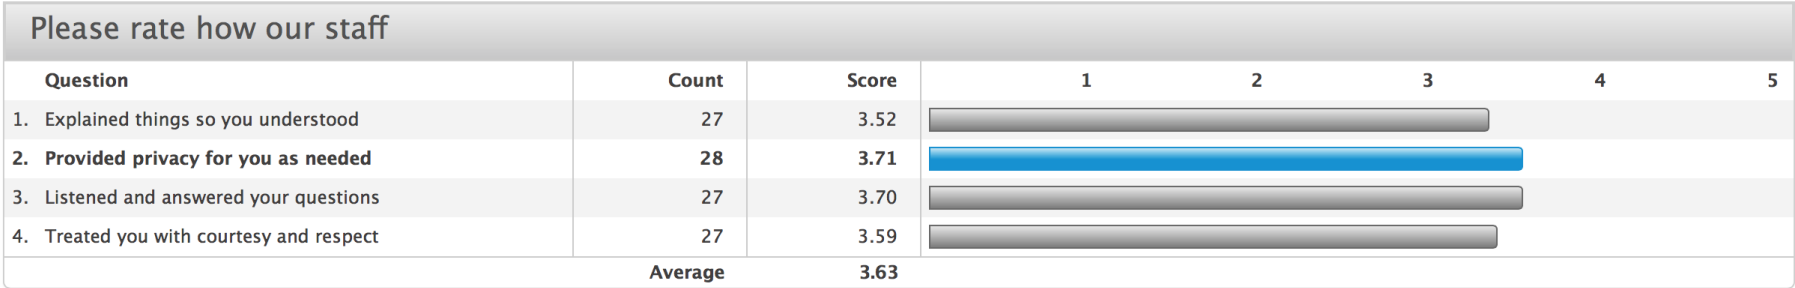 Please rate how our staff
Question Count Score 1 2 3 4 5
1. Explained things so you understood 27 3.52
2. Provided privacy for you as needed 28 3.71
3. Listened and answered your questions 27 3.70
4. Treated you with courtesy and respect 27 3.59
Average 3.63